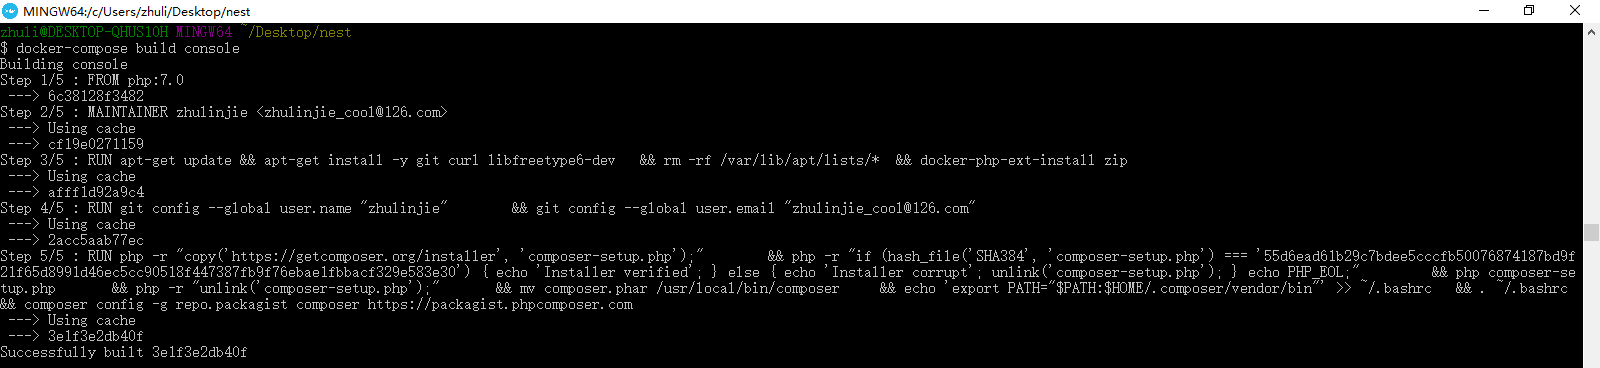 MINGW64:/c/Users/zhuli/Desktop/nest
zhuli@DESKTOP-QHUS10H MINGW64 ~/Desktop/nest
$ docker-compose build console
Building console
Step 1/5 : FROM php:7.0
 ---> 6c38128f3482
Step 2/5 : MAINTAINER zhulinjie <zhulinjie_cool@126.com>
 ---> Using cache
 ---> cf19e0271159
Step 3/5 : RUN apt-get update && apt-get install -y git curl libfreetype6-dev   && rm -rf /var/lib/apt/lists/*  && docker-php-ext-install zip
 ---> Using cache
 ---> afff1d92a9c4
Step 4/5 : RUN git config --global user.name "zhulinjie"        && git config --global user.email "zhulinjie_cool@126.com"
 ---> Using cache
 ---> 2acc5aab77ec
Step 5/5 : RUN php -r "copy('https://getcomposer.org/installer', 'composer-setup.php');"        && php -r "if (hash_file('SHA384', 'composer-setup.php') === '55d6ead61b29c7bdee5cccfb50076874187bd9f
21f65d8991d46ec5cc90518f447387fb9f76ebae1fbbacf329e583e30') { echo 'Installer verified'; } else { echo 'Installer corrupt'; unlink('composer-setup.php'); } echo PHP_EOL;"         && php composer-se
tup.php       && php -r "unlink('composer-setup.php');"       && mv composer.phar /usr/local/bin/composer     && echo 'export PATH="$PATH:$HOME/.composer/vendor/bin"' >> ~/.bashrc   && . ~/.bashrc
&& composer config -g repo.packagist composer https://packagist.phpcomposer.com
 ---> Using cache
 ---> 3e1f3e2db40f
Successfully built 3e1f3e2db40f